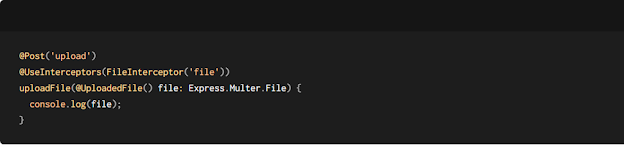 @Post('upload')
@UseInterceptors(FileInterceptor('file'))
uploadFile(@UploadedFile() file: Express.Multer.File) {
  console.log(file);
}